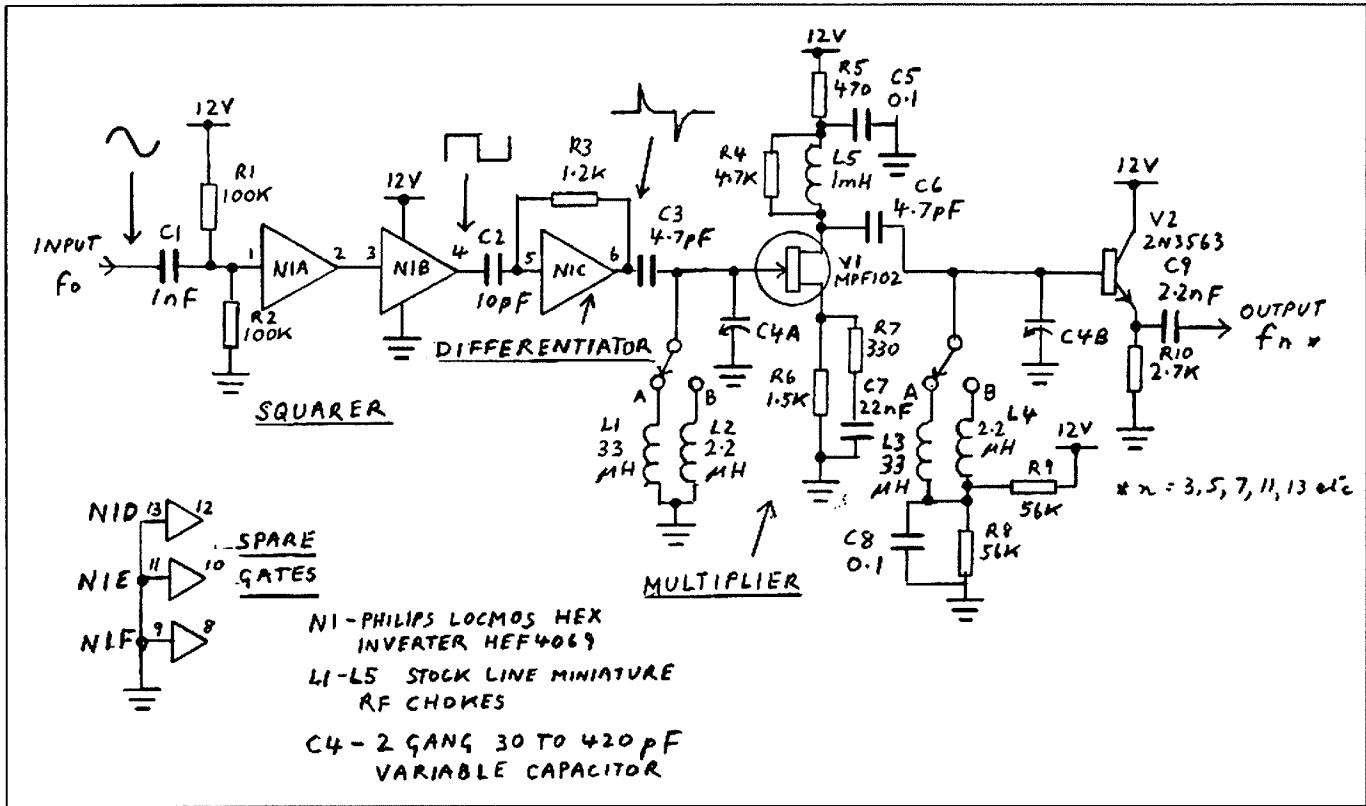 12V
R1
100K
INPUT
fo
C1
1nF
1
N1A
2
R2
100K
SQUARER
12V
3
N1B
4
C2
10pF
R3
1.2K
5
N1C
6
DIFFERENTIATOR
C3
4.7pF
C4A
A
B
L1
33
μH
L2
2.2
μH
12V
R5
470
C5
0.1
R4
4.7K
L5
1mH
C6
4.7pF
V1
MPF102
R7
330
R6
1.5K
C7
22nF
MULTIPLIER
A
B
L3
33
μH
L4
2.2
μH
C8
0.1
R8
56K
R9
56K
12V
C4B
12V
V2
2N3563
C9
2.2nF
R10
2.7K
OUTPUT
fn *
* n = 3, 5, 7, 11, 13 etc
N1D 13 12
N1E 11 10
N1F 9 8
SPARE
GATES
N1-PHILIPS LOCMOS HEX
INVERTER HEF4069
L1-L5 STOCK LINE MINIATURE
RF CHOKES
C4 - 2 GANG 30 TO 420 pF
VARIABLE CAPACITOR